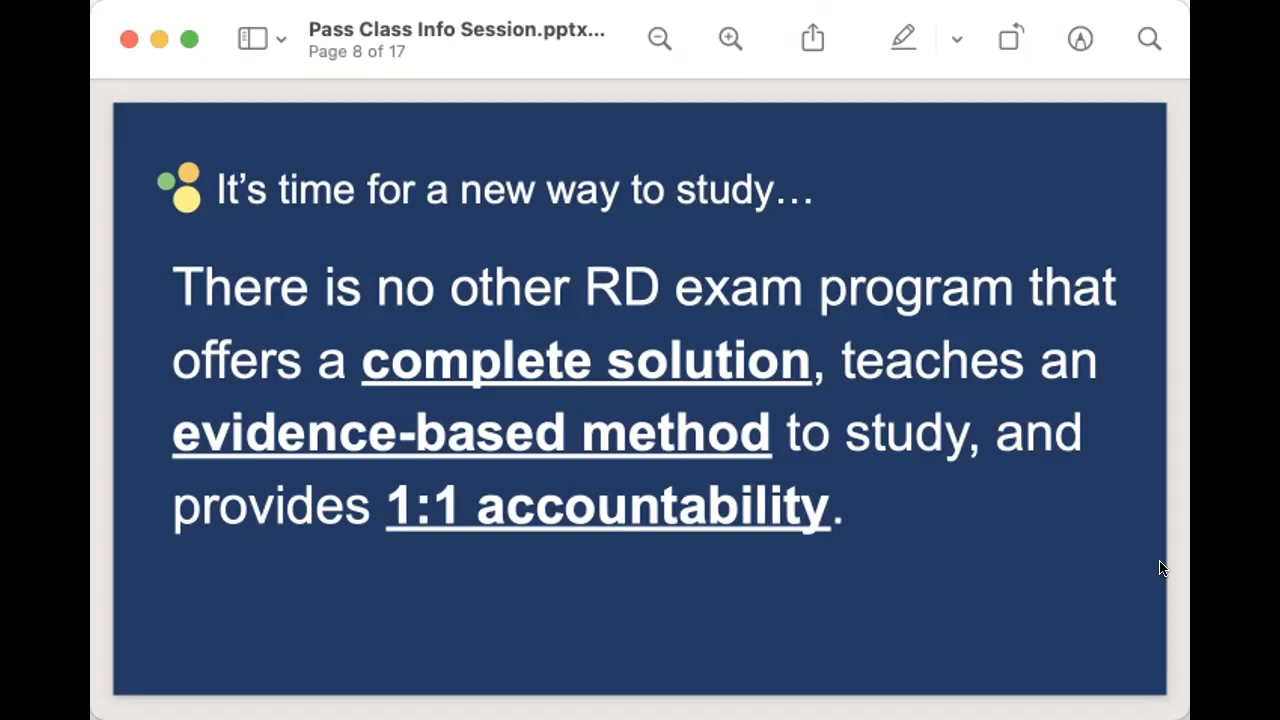 Pass Class Info Session.pptx...
Page 8 of 17
It’s time for a new way to study…
There is no other RD exam program that
offers a complete solution, teaches an
evidence-based method to study, and
provides 1:1 accountability.